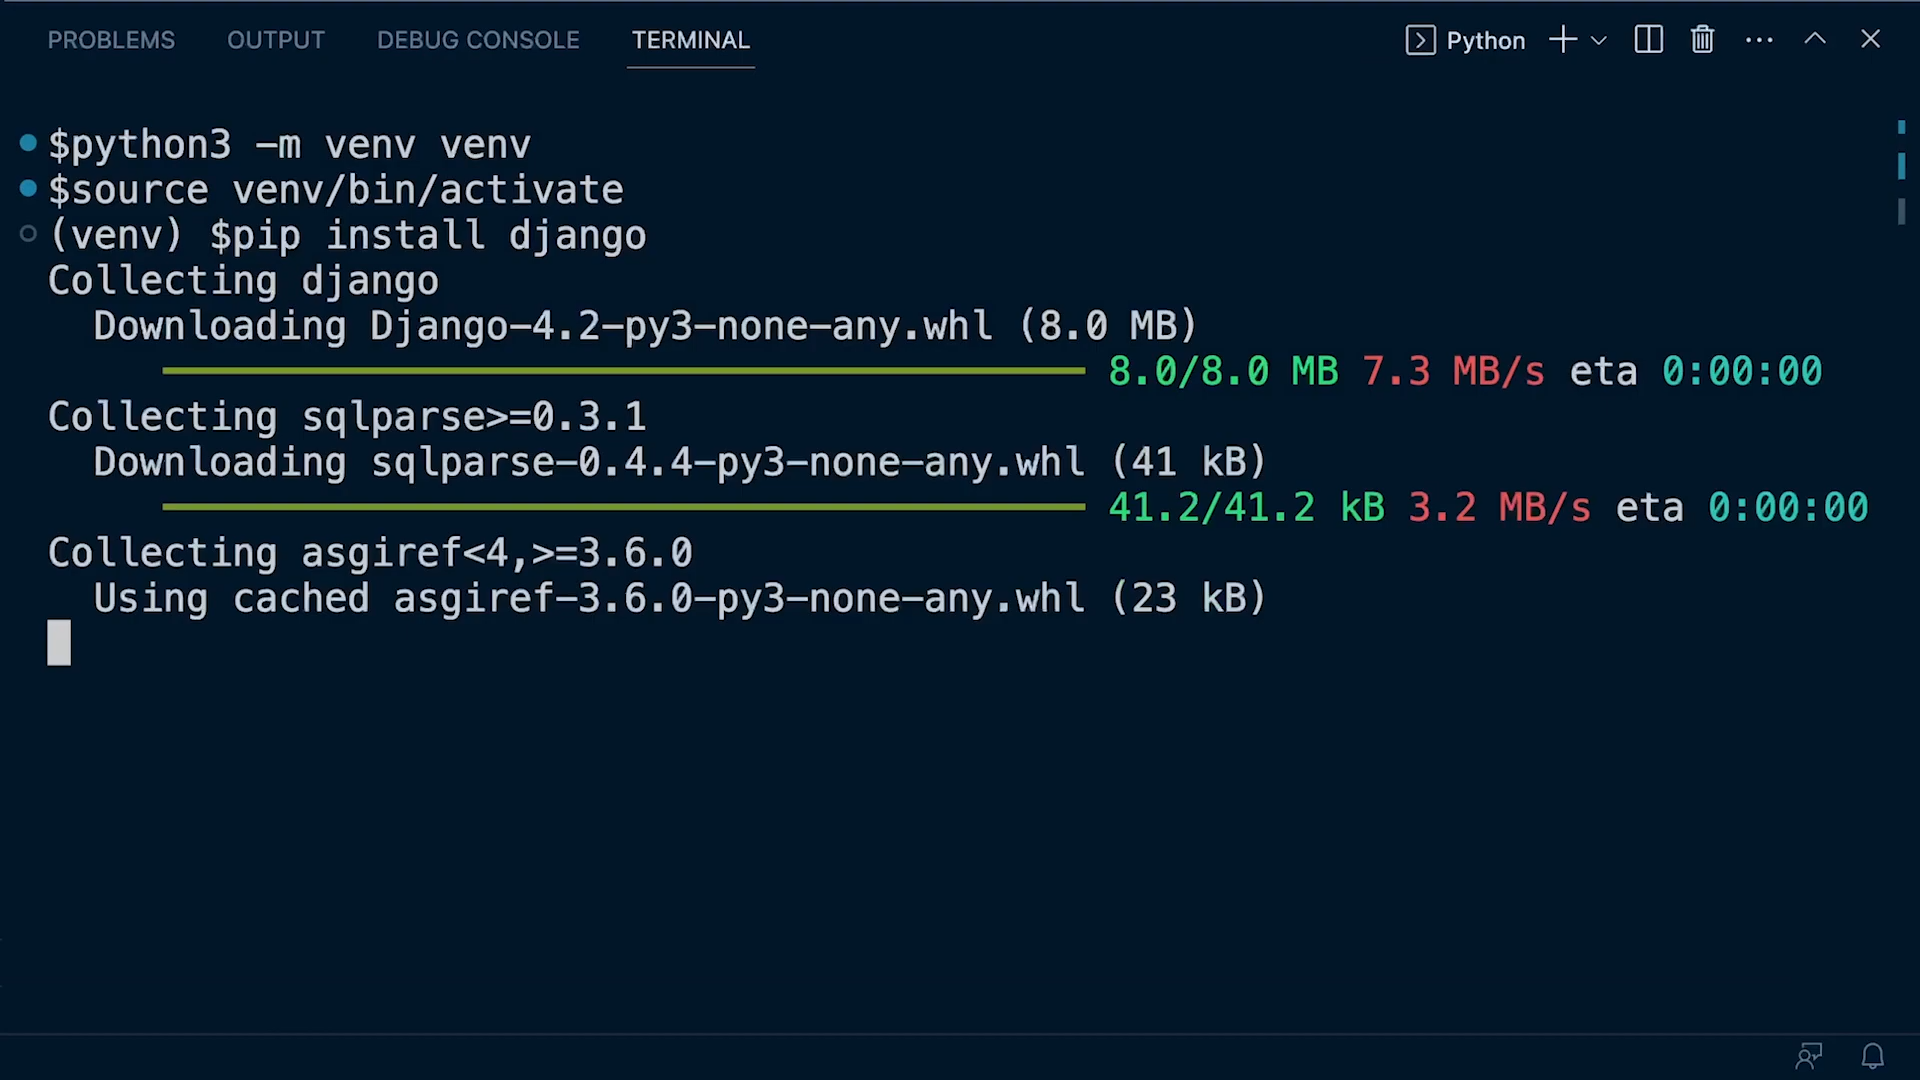 PROBLEMS OUTPUT DEBUG CONSOLE TERMINAL Python
$python3 -m venv venv
$source venv/bin/activate
(venv) $pip install django
Collecting django
Downloading Django-4.2-py3-none-any.whl (8.0 MB)
8.0/8.0 MB 7.3 MB/s eta 0:00:00
Collecting sqlparse>=0.3.1
Downloading sqlparse-0.4.4-py3-none-any.whl (41 kB)
41.2/41.2 kB 3.2 MB/s eta 0:00:00
Collecting asgiref<4,>=3.6.0
Using cached asgiref-3.6.0-py3-none-any.whl (23 kB)